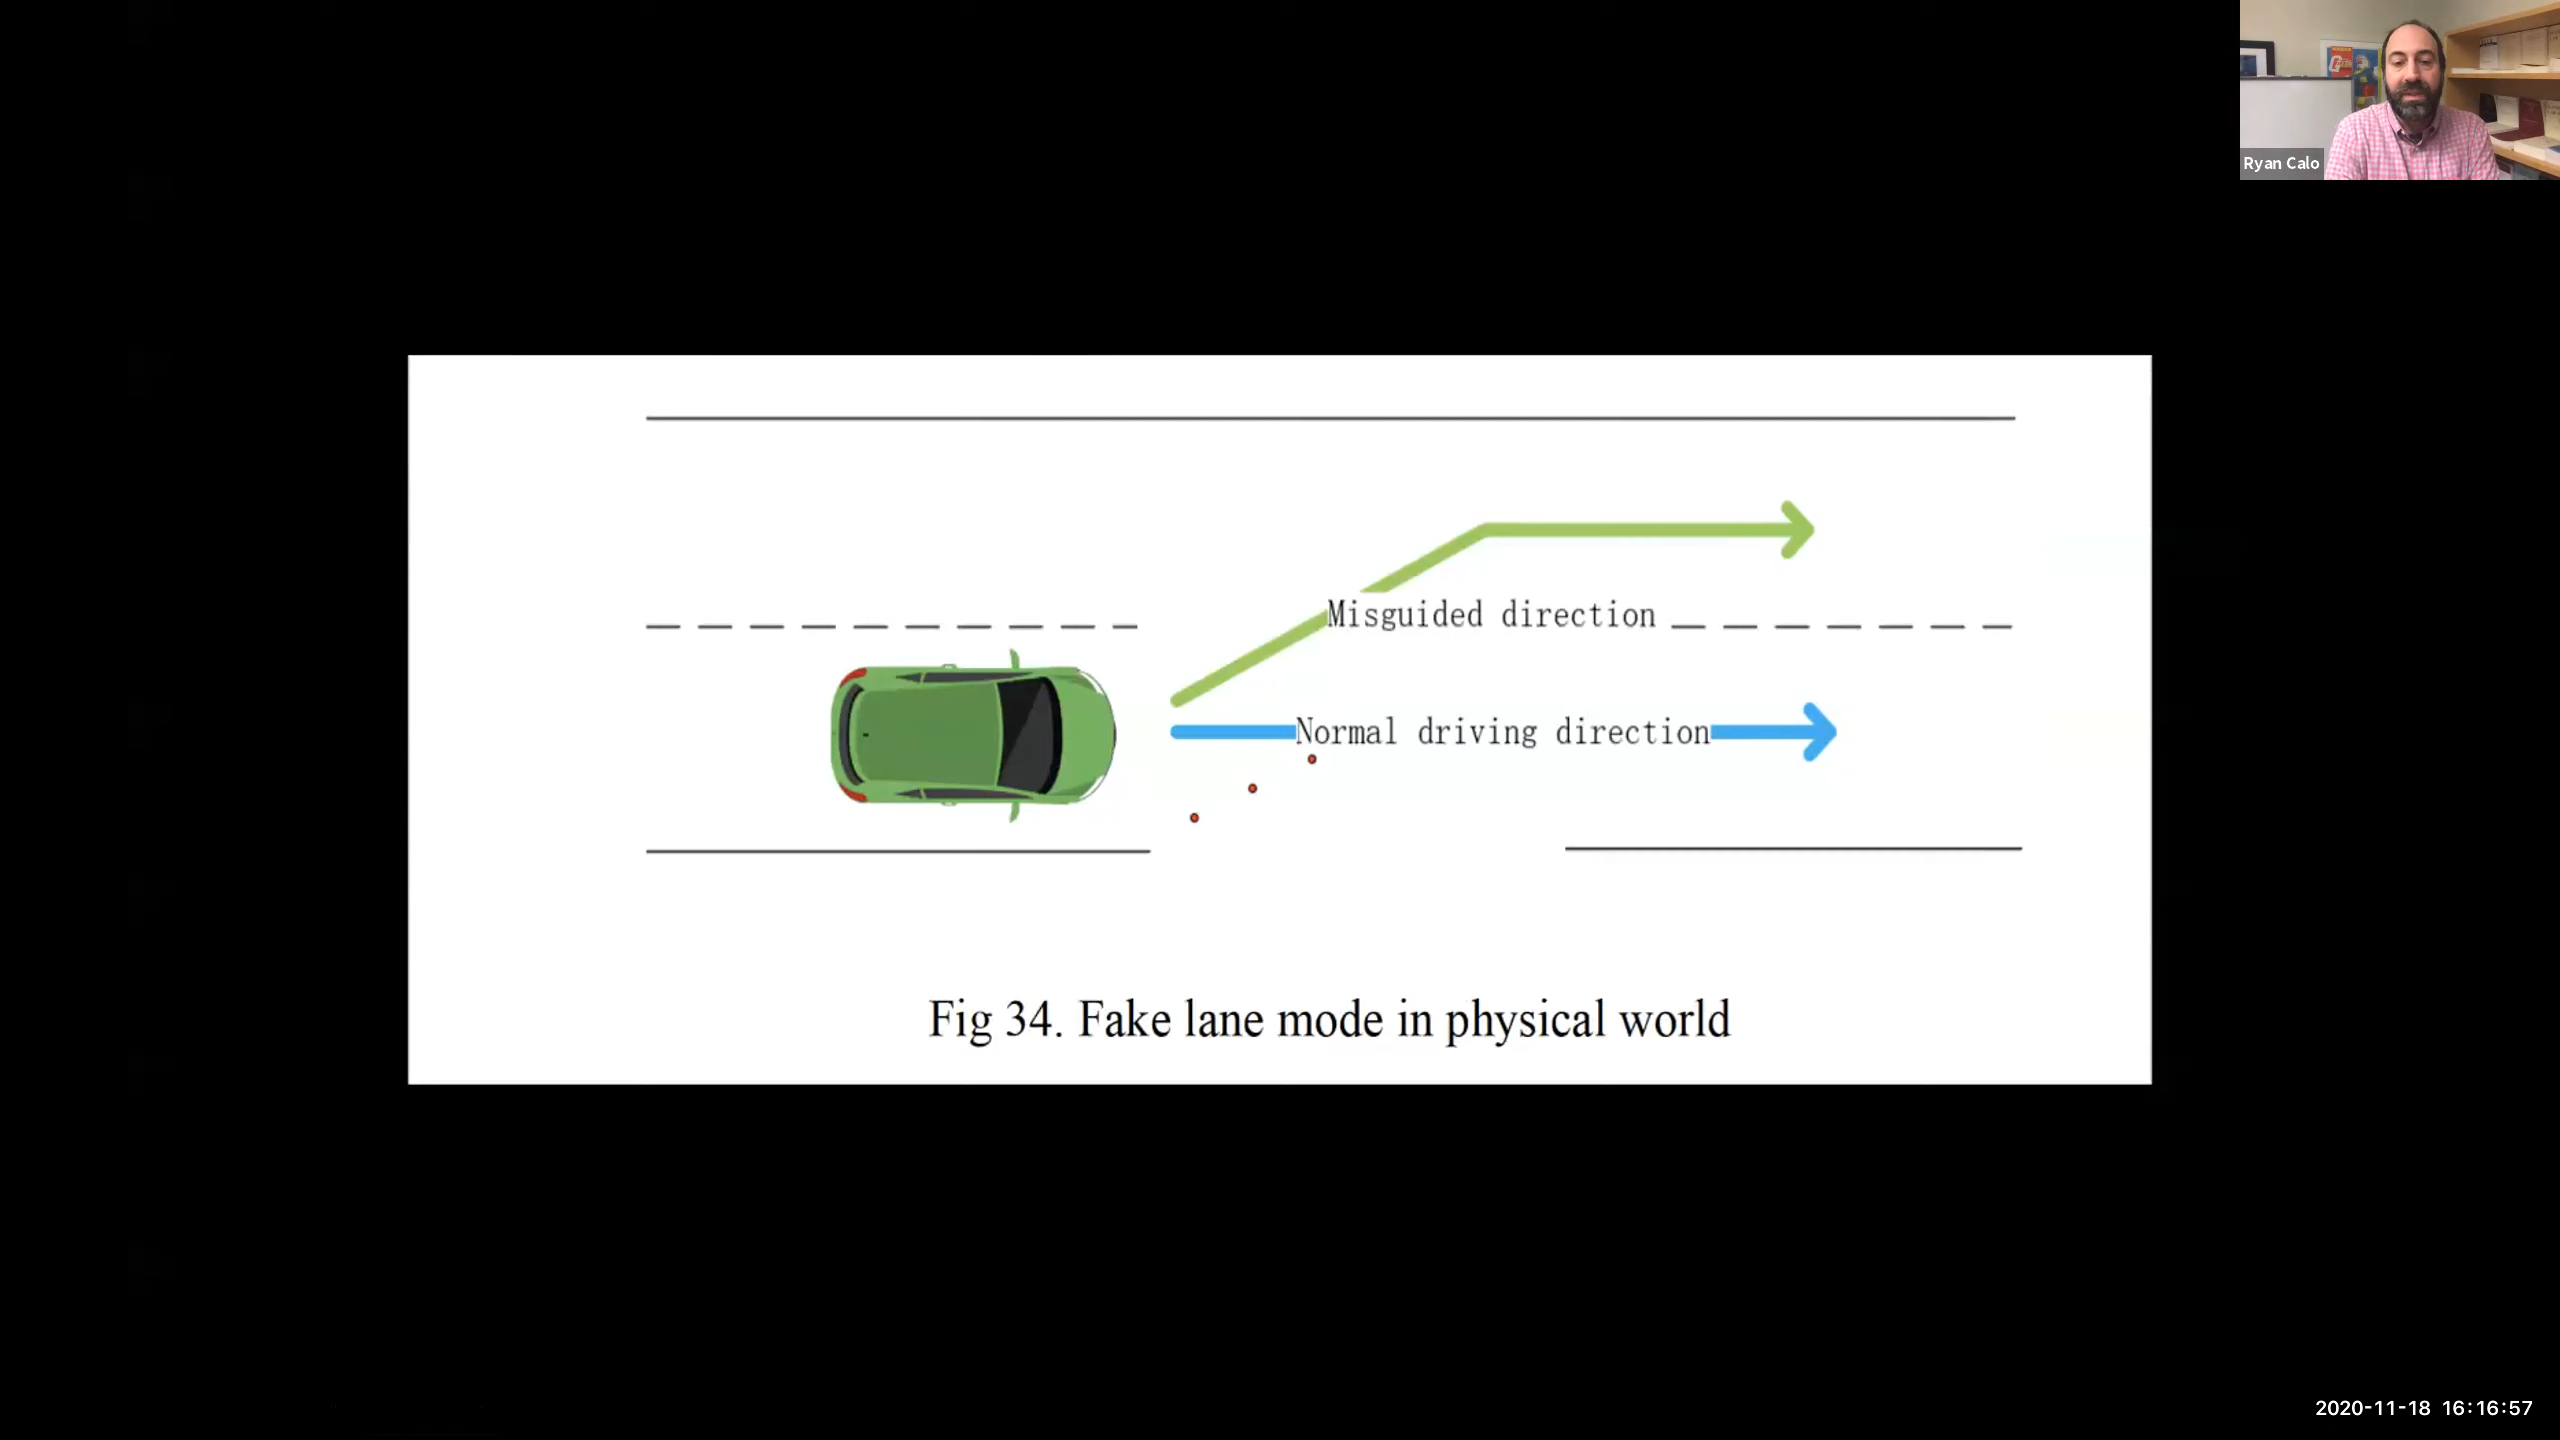 Ryan Calo
Misguided direction
Normal driving direction
Fig 34. Fake lane mode in physical world
2020-11-18 16:16:57